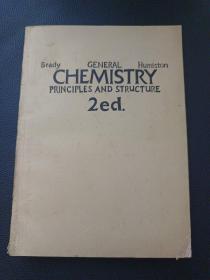 Brady GENERAL Humiston
CHEMISTRY
PRINCIPLES AND STRUCTURE
2ed.